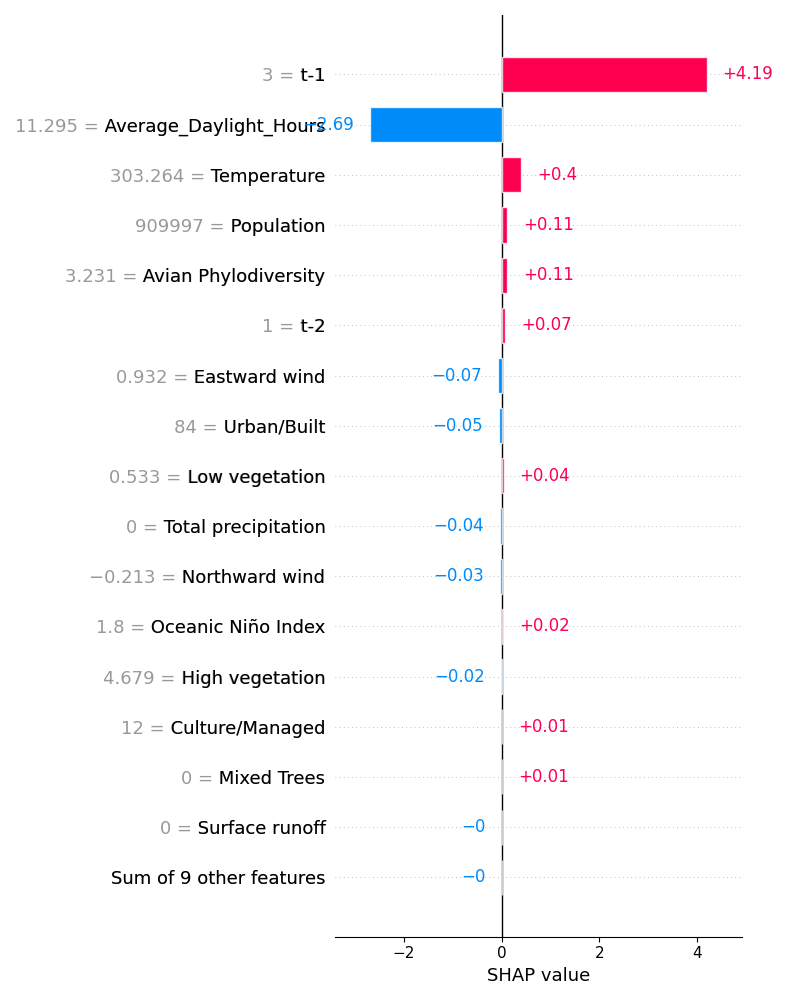 3 = t-1 +4.19
11.295 = Average_Daylight_Hours −2.69
303.264 = Temperature +0.4
909997 = Population +0.11
3.231 = Avian Phylodiversity +0.11
1 = t-2 +0.07
0.932 = Eastward wind −0.07
84 = Urban/Built −0.05
0.533 = Low vegetation +0.04
0 = Total precipitation −0.04
−0.213 = Northward wind −0.03
1.8 = Oceanic Niño Index +0.02
4.679 = High vegetation −0.02
12 = Culture/Managed +0.01
0 = Mixed Trees +0.01
0 = Surface runoff −0
Sum of 9 other features −0
−2 0 2 4
SHAP value